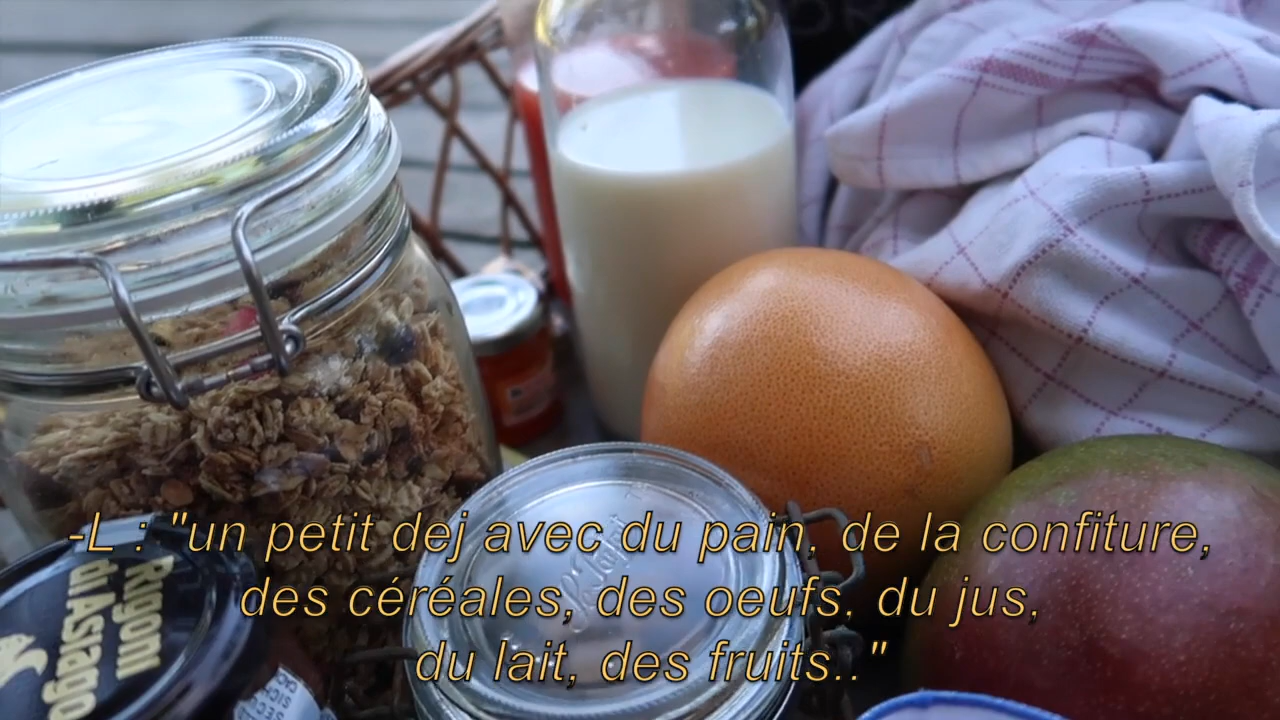 -L : "un petit dej avec du pain, de la confiture,
des céréales, des oeufs, du jus,
du lait, des fruits.."
Rigoni
di ASIago